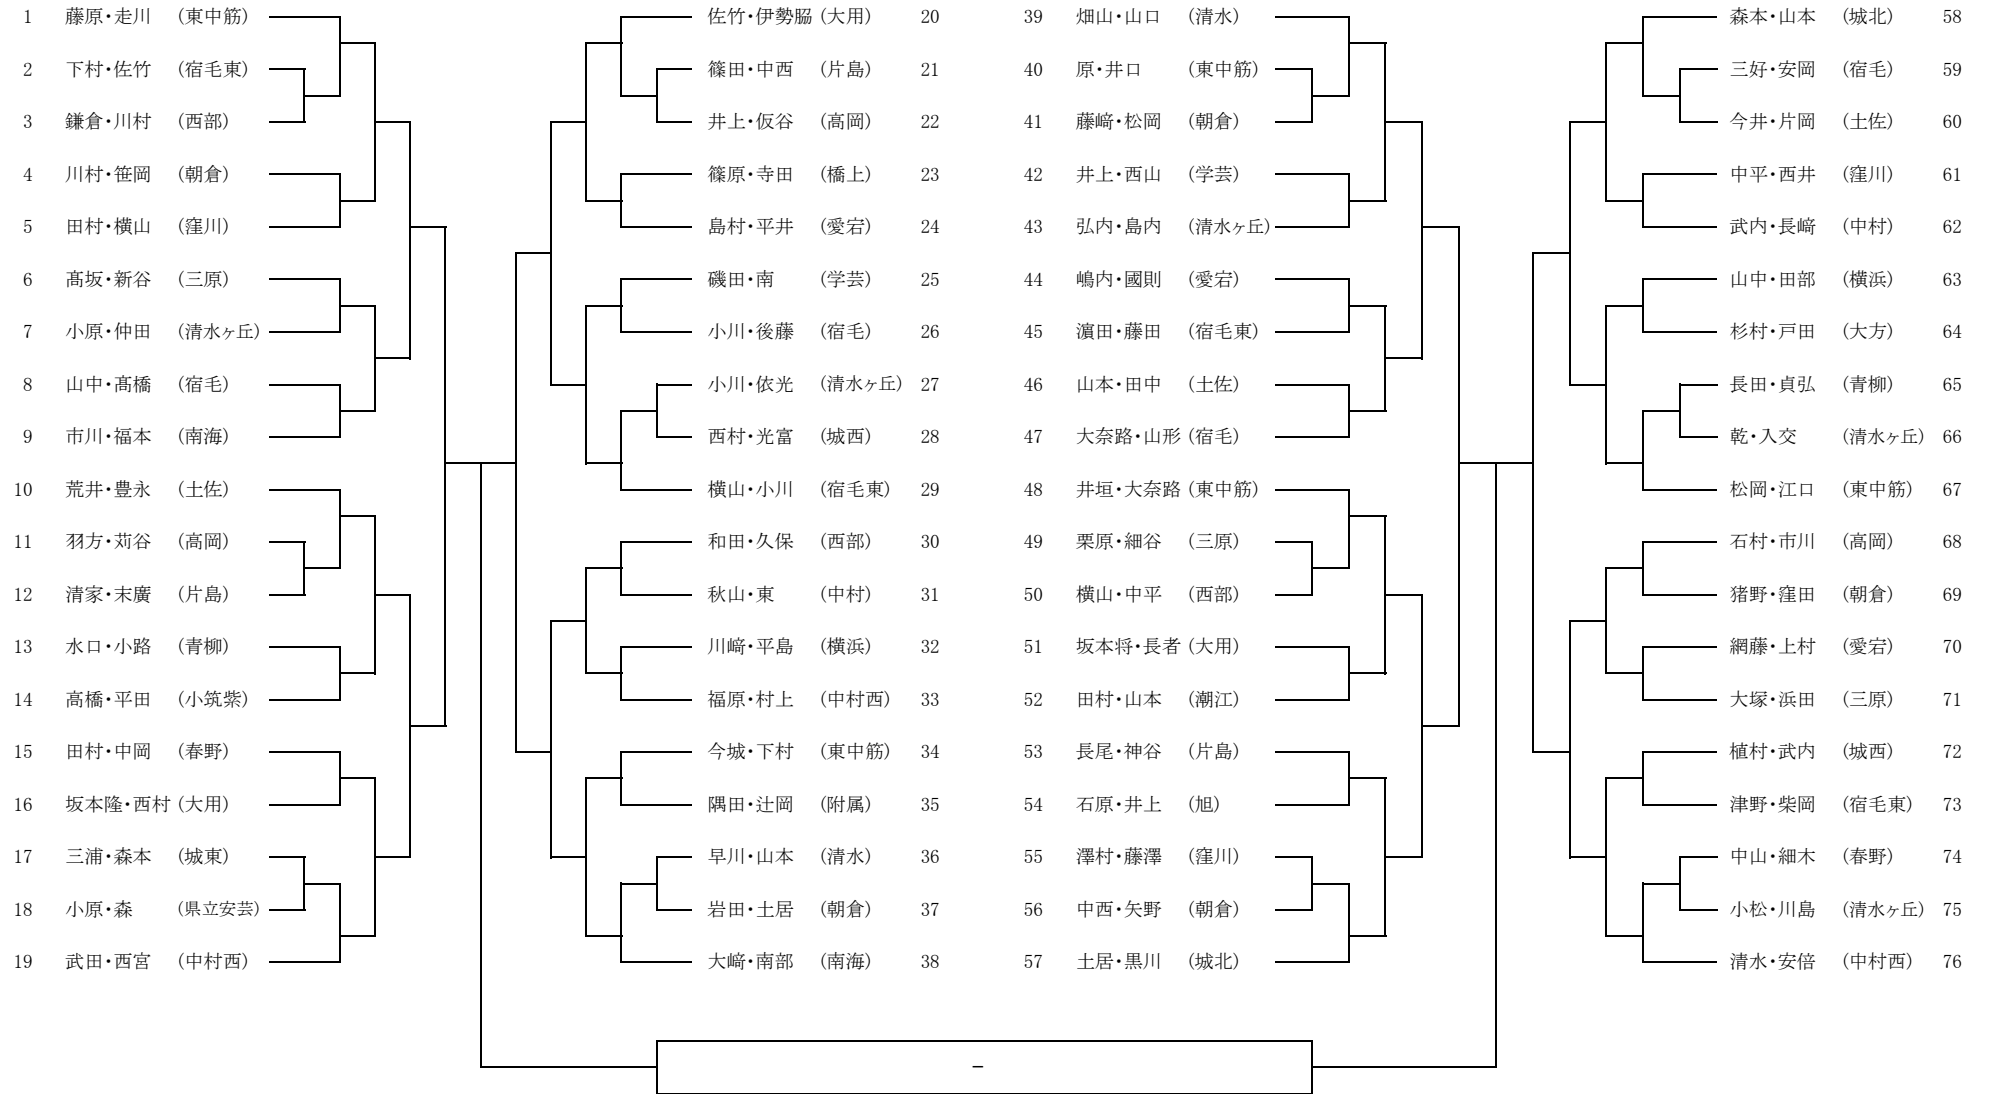 1 藤原・走川 (東中筋)
2 下村・佐竹 (宿毛東)
3 鎌倉・川村 (西部)
4 川村・笹岡 (朝倉)
5 田村・横山 (窪川)
6 髙坂・新谷 (三原)
7 小原・仲田 (清水ヶ丘)
8 山中・髙橋 (宿毛)
9 市川・福本 (南海)
10 荒井・豊永 (土佐)
11 羽方・苅谷 (高岡)
12 清家・末廣 (片島)
13 水口・小路 (青柳)
14 高橋・平田 (小筑紫)
15 田村・中岡 (春野)
16 坂本隆・西村 (大用)
17 三浦・森本 (城東)
18 小原・森 (県立安芸)
19 武田・西宮 (中村西)
佐竹・伊勢脇 (大用) 20
篠田・中西 (片島) 21
井上・仮谷 (高岡) 22
篠原・寺田 (橋上) 23
島村・平井 (愛宕) 24
磯田・南 (学芸) 25
小川・後藤 (宿毛) 26
小川・依光 (清水ヶ丘) 27
西村・光富 (城西) 28
横山・小川 (宿毛東) 29
和田・久保 (西部) 30
秋山・東 (中村) 31
川﨑・平島 (横浜) 32
福原・村上 (中村西) 33
今城・下村 (東中筋) 34
隅田・辻岡 (附属) 35
早川・山本 (清水) 36
岩田・土居 (朝倉) 37
大﨑・南部 (南海) 38
39 畑山・山口 (清水)
40 原・井口 (東中筋)
41 藤﨑・松岡 (朝倉)
42 井上・西山 (学芸)
43 弘内・島内 (清水ヶ丘)
44 嶋内・國則 (愛宕)
45 濵田・藤田 (宿毛東)
46 山本・田中 (土佐)
47 大奈路・山形 (宿毛)
48 井垣・大奈路 (東中筋)
49 栗原・細谷 (三原)
50 横山・中平 (西部)
51 坂本将・長者 (大用)
52 田村・山本 (潮江)
53 長尾・神谷 (片島)
54 石原・井上 (旭)
55 澤村・藤澤 (窪川)
56 中西・矢野 (朝倉)
57 土居・黒川 (城北)
森本・山本 (城北) 58
三好・安岡 (宿毛) 59
今井・片岡 (土佐) 60
中平・西井 (窪川) 61
武内・長﨑 (中村) 62
山中・田部 (横浜) 63
杉村・戸田 (大方) 64
長田・貞弘 (青柳) 65
乾・入交 (清水ヶ丘) 66
松岡・江口 (東中筋) 67
石村・市川 (高岡) 68
猪野・窪田 (朝倉) 69
網藤・上村 (愛宕) 70
大塚・浜田 (三原) 71
植村・武内 (城西) 72
津野・柴岡 (宿毛東) 73
中山・細木 (春野) 74
小松・川島 (清水ヶ丘) 75
清水・安倍 (中村西) 76
−